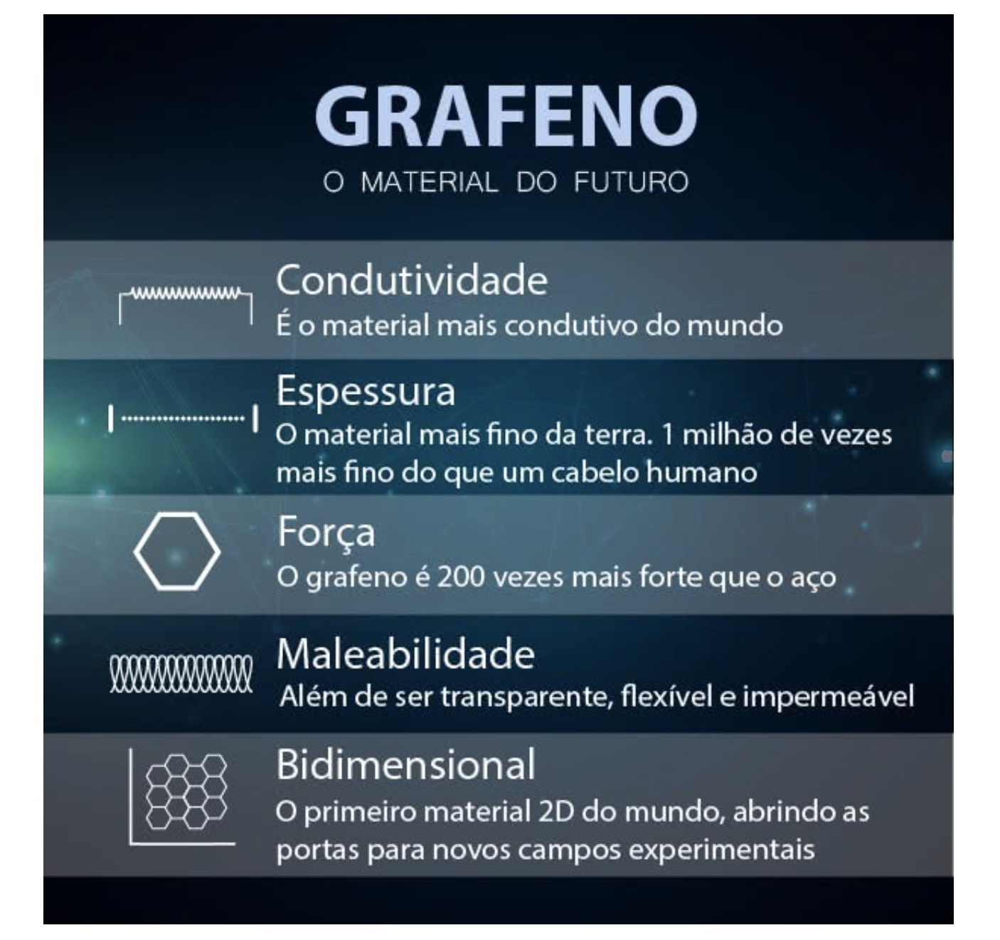 GRAFENO
O MATERIAL DO FUTURO
Condutividade
É o material mais condutivo do mundo
Espessura
O material mais fino da terra. 1 milhão de vezes
mais fino do que um cabelo humano
Força
O grafeno é 200 vezes mais forte que o aço
Maleabilidade
Além de ser transparente, flexível e impermeável
Bidimensional
O primeiro material 2D do mundo, abrindo as
portas para novos campos experimentais